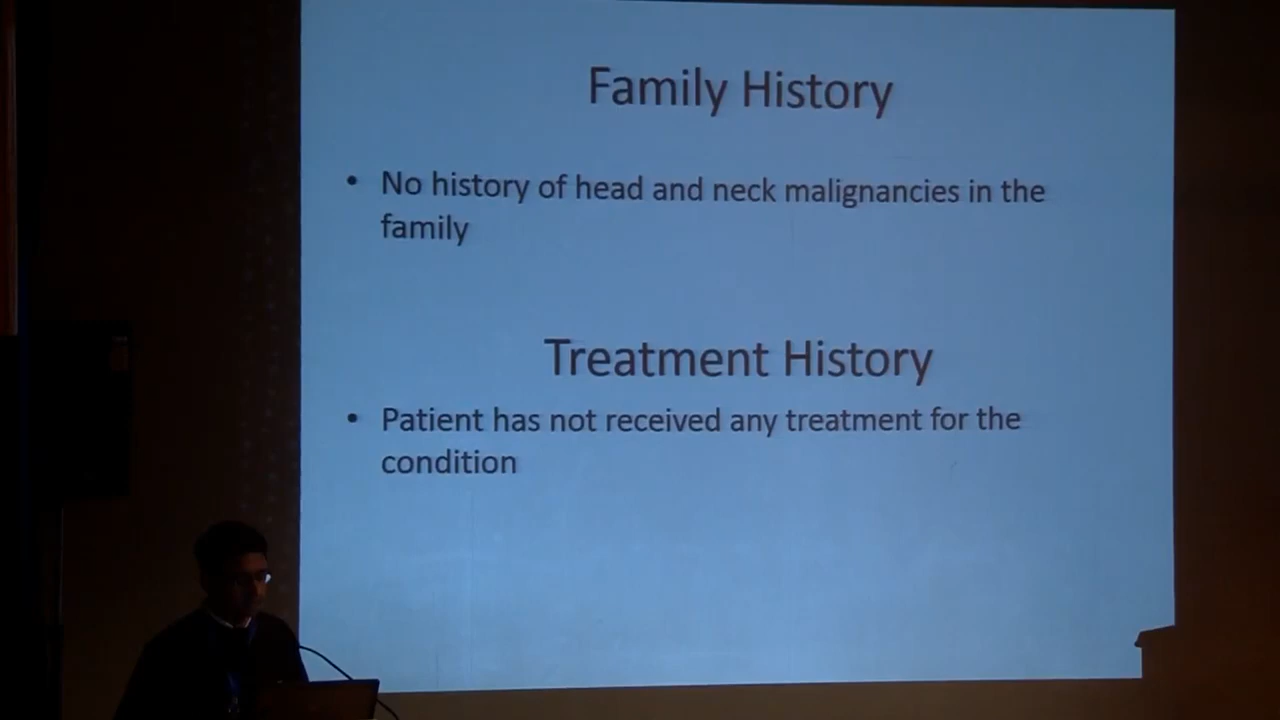 Family History
• No history of head and neck malignancies in the
family
Treatment History
• Patient has not received any treatment for the
condition